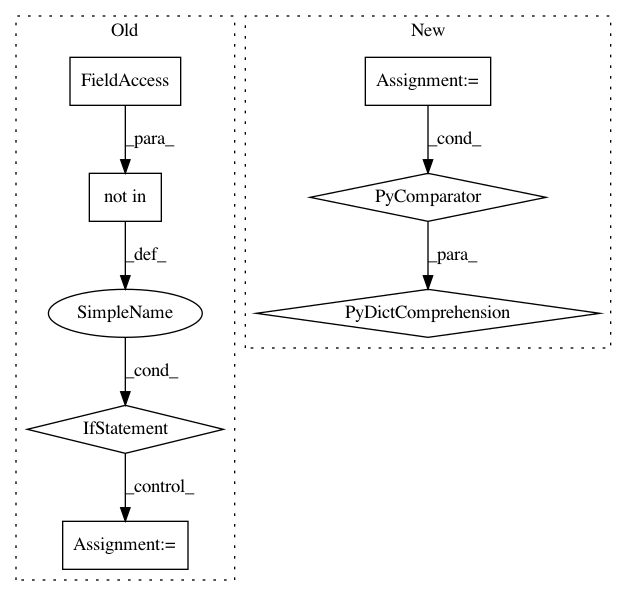 Old
FieldAccess
_para_
not in
_def_
SimpleName
_cond_
IfStatement
_control_
Assignment:=
New
Assignment:=
_cond_
PyComparator
_para_
PyDictComprehension